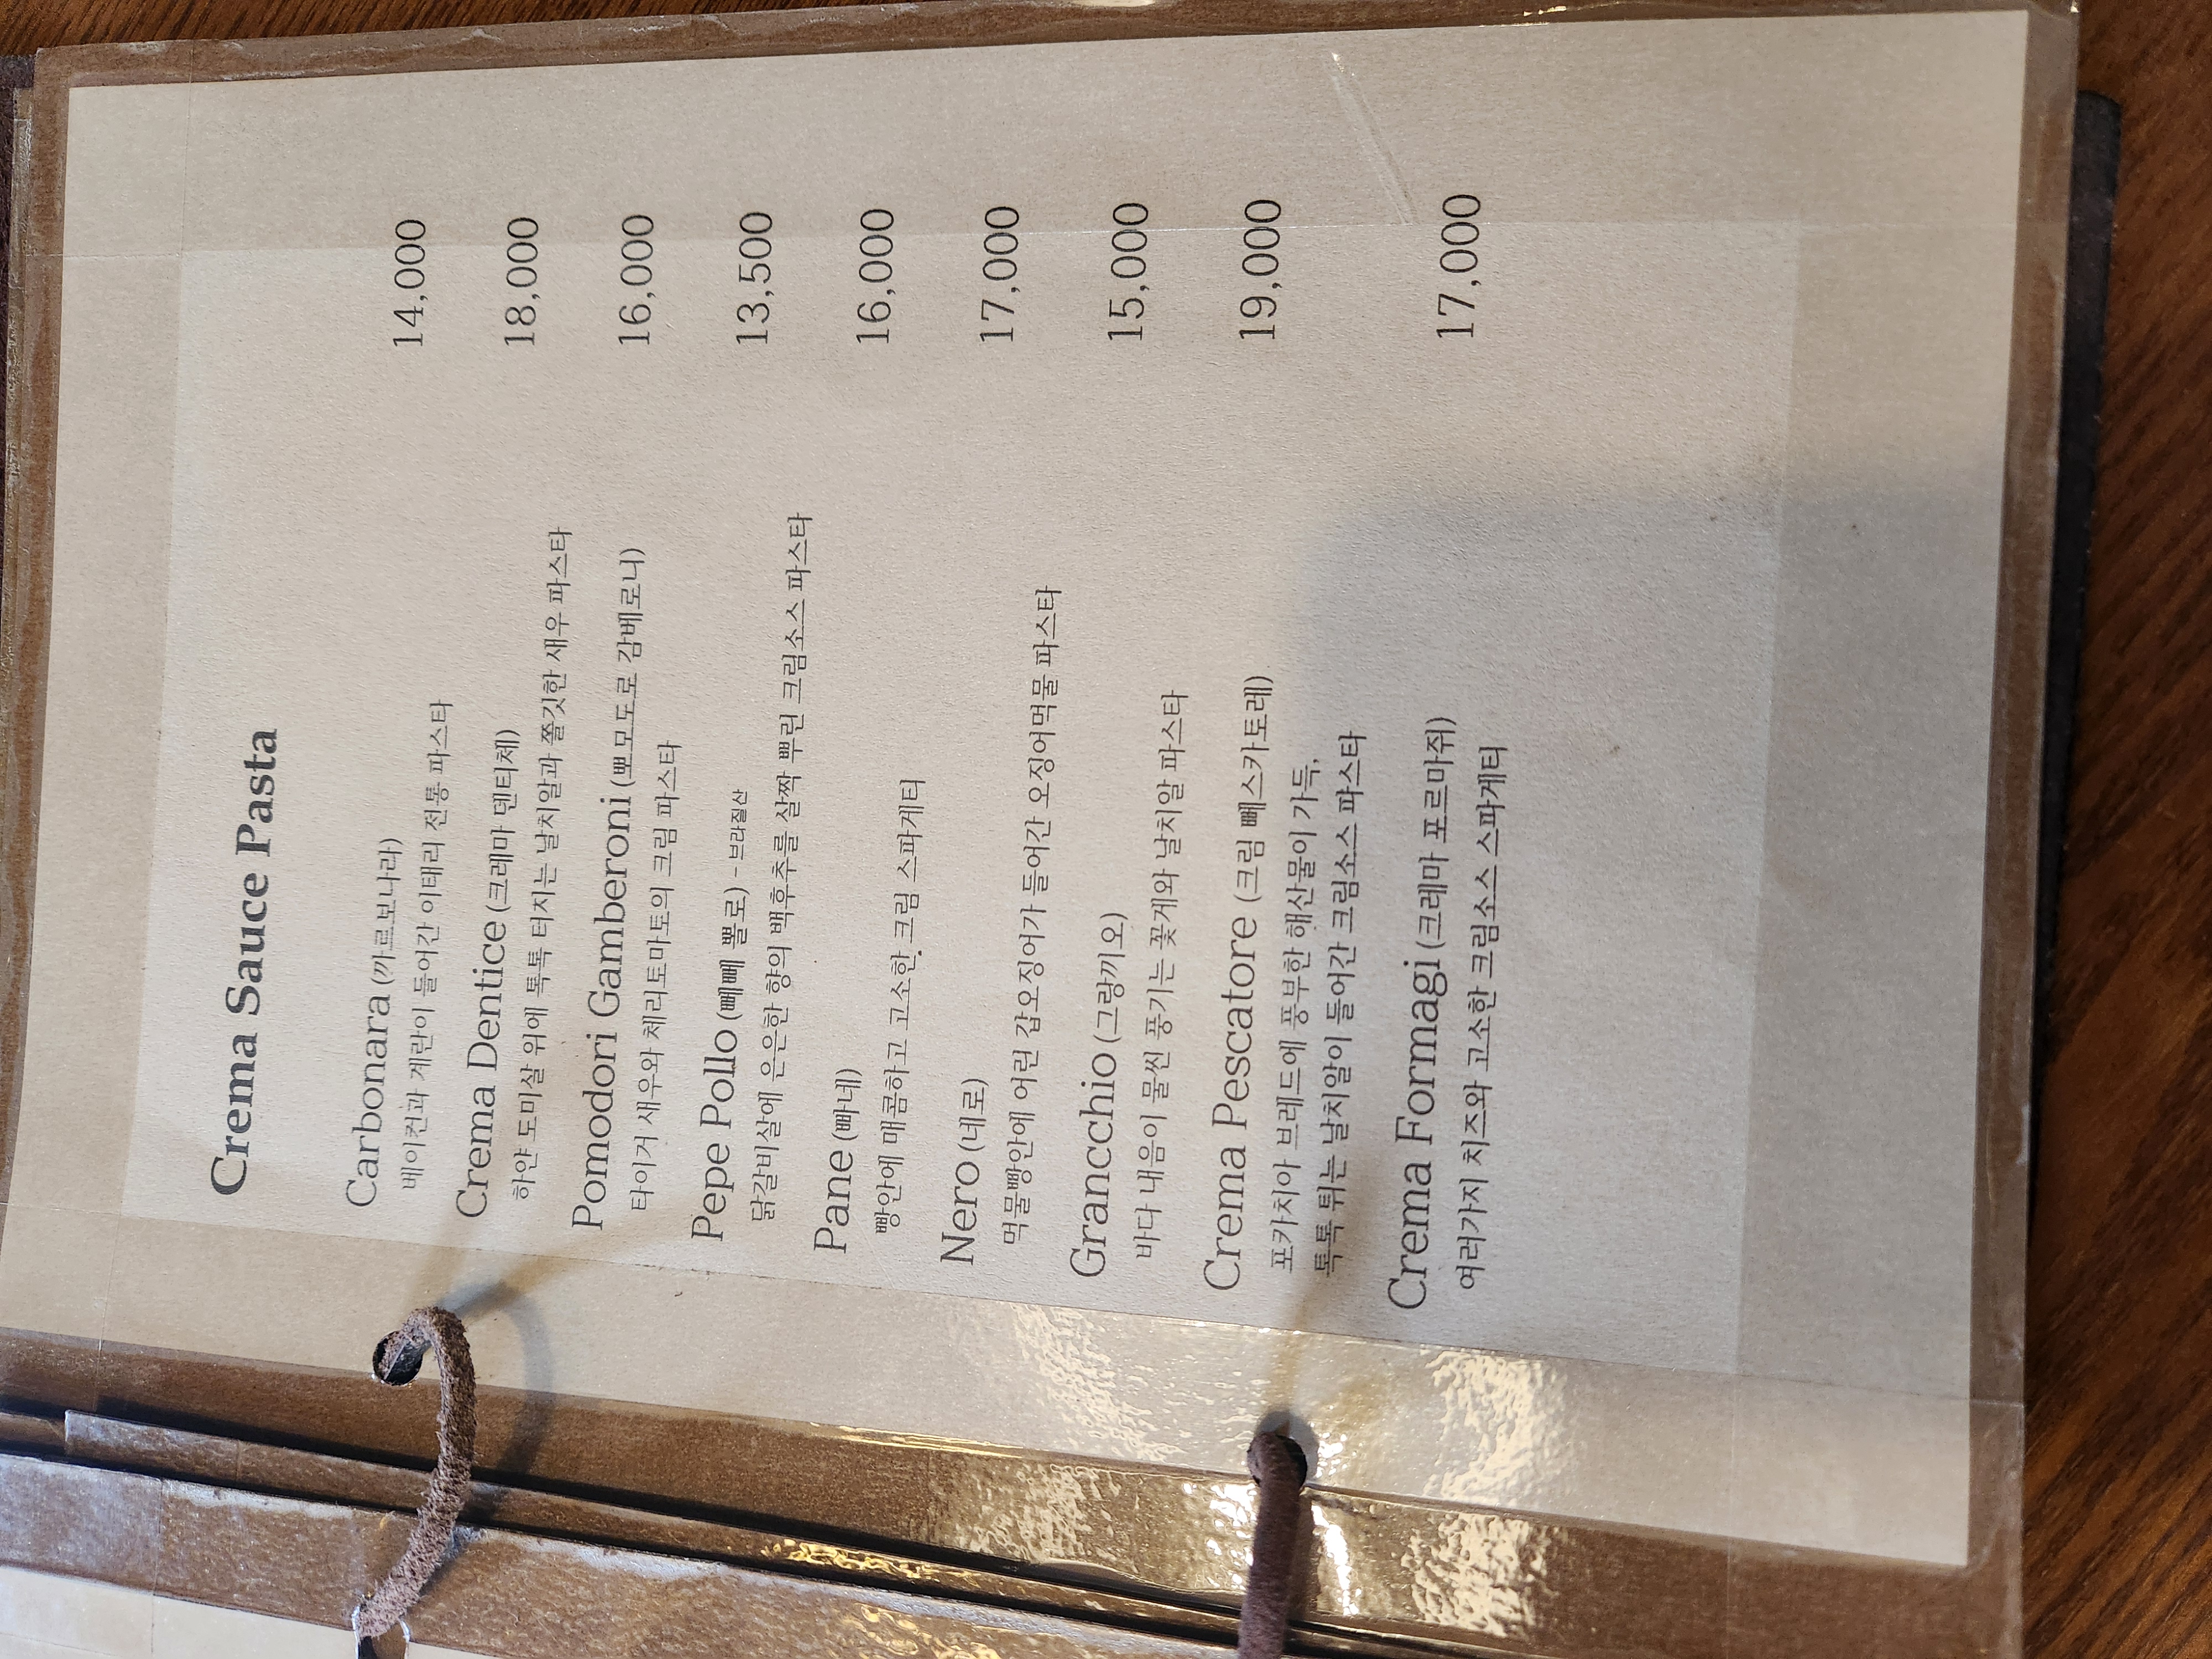 Crema Sauce Pasta
Carbonara (까르보나라) 14,000
베이컨과 계란이 들어간 이태리 전통 파스타
Crema Dentice (크레마 덴티체) 18,000
하얀 도미살 위에 톡톡 터지는 날치알과 쫄깃한 새우 파스타
Pomodori Gamberoni (뽀모도로 감베로니) 16,000
타이거 새우와 체리토마토의 크림 파스타
Pepe Pollo (빼빼 뽈로) - 브라질산 13,500
닭갈비살에 은은한 향의 백후추를 살짝 뿌린 크림소스 파스타
Pane (빠네) 16,000
빵안에 매콤하고 고소한 크림 스파게티
Nero (네로) 17,000
먹물빵안에 어린 갑오징어가 들어간 오징어먹물 파스타
Grancchio (그랑끼오) 15,000
바다 내음이 물씬 풍기는 꽃게와 날치알 파스타
Crema Pescatore (크림 빼스카토레) 19,000
포카치아 브레드에 풍부한 해산물이 가득,
톡톡 튀는 날치알이 들어간 크림소스 파스타
Crema Formagi (크레마 포르마쥐) 17,000
여러가지 치즈와 고소한 크림소스 스파게티